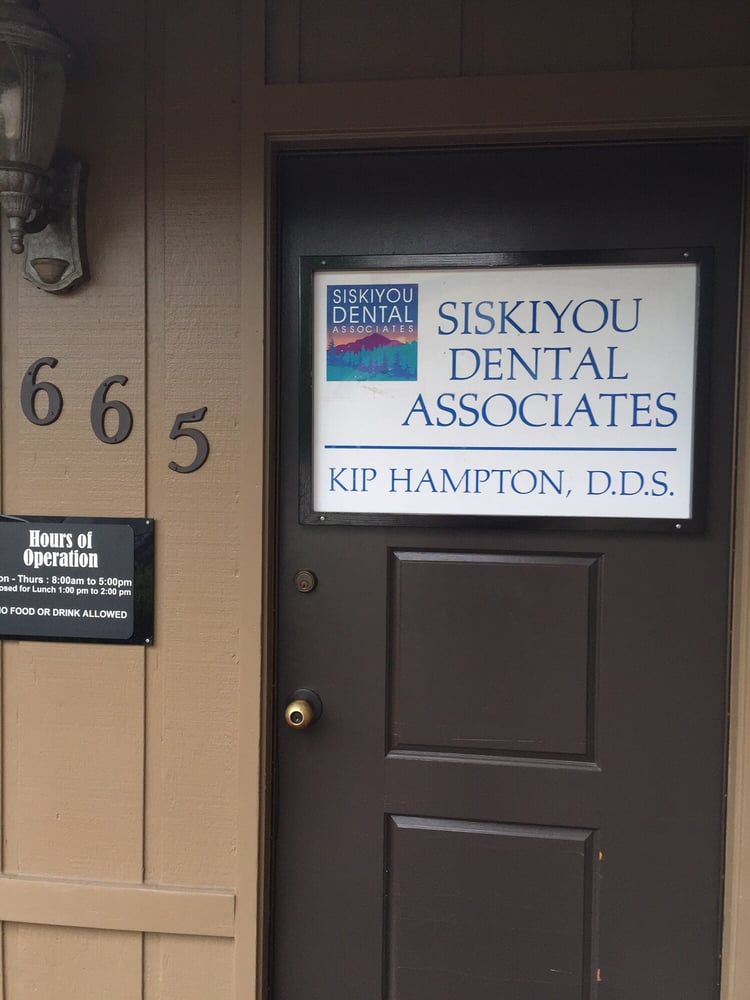 SISKIYOU
DENTAL
ASSOCIATES
SISKIYOU
DENTAL
ASSOCIATES
KIP HAMPTON, D.D.S.
665
Hours of
Operation
on - Thurs : 8:00am to 5:00pm
osed for Lunch 1:00 pm to 2:00 pm
O FOOD OR DRINK ALLOWED